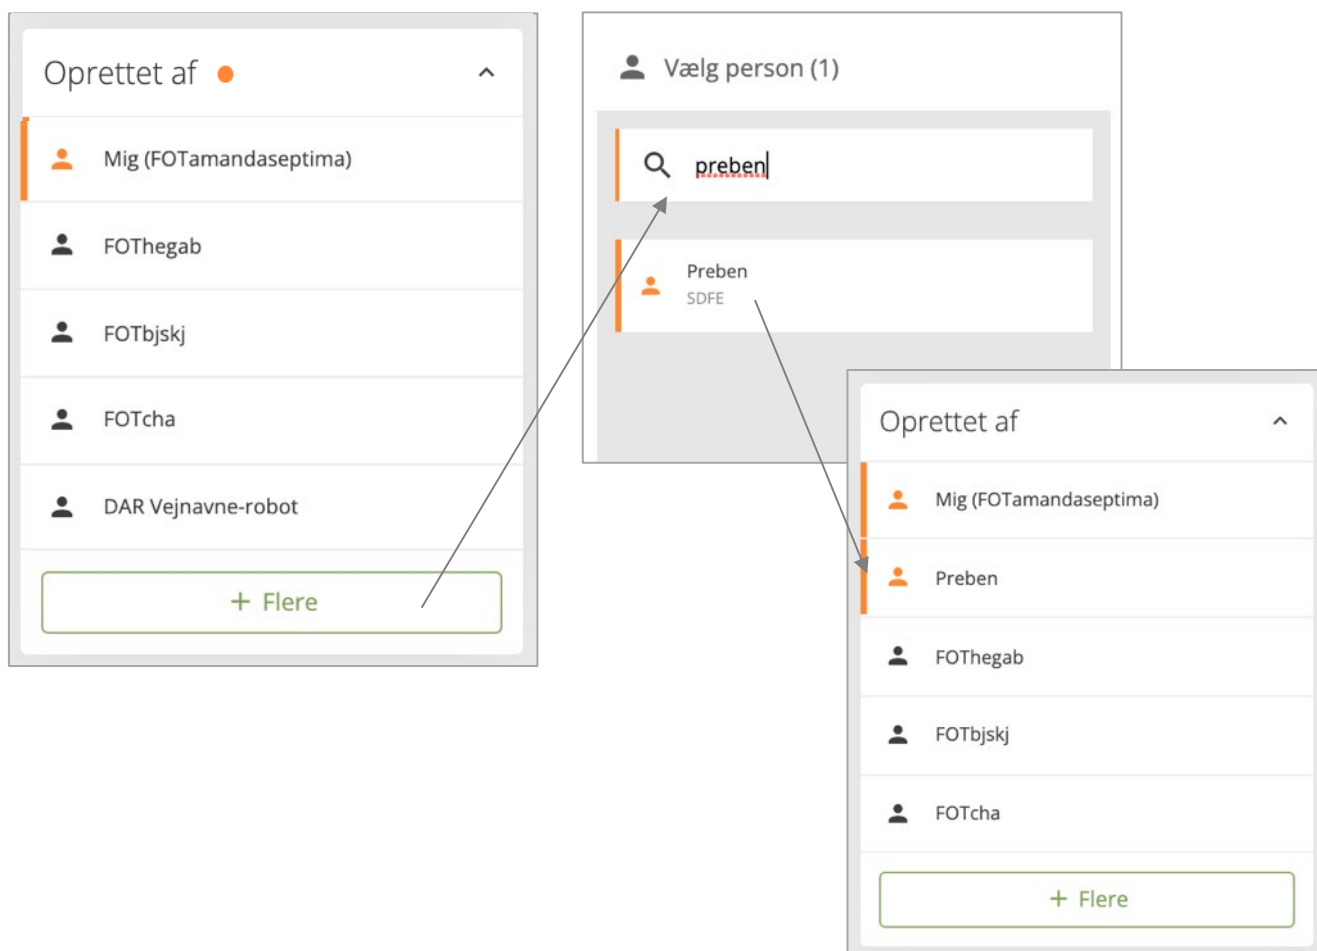 Oprettet af
Mig (FOTamandaseptima)
FOThegab
FOTbjskj
FOTcha
DAR Vejnavne-robot
+ Flere
Vælg person (1)
preben
Preben
SDFE
Oprettet af
Mig (FOTamandaseptima)
Preben
FOThegab
FOTbjskj
FOTcha
+ Flere